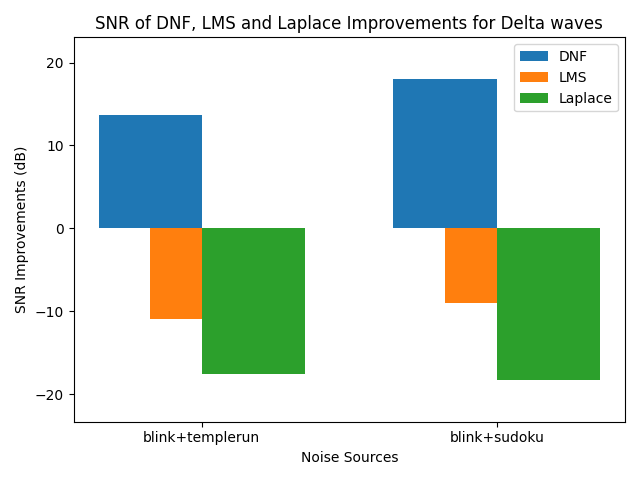 SNR of DNF, LMS and Laplace Improvements for Delta waves
DNF
LMS
Laplace
SNR Improvements (dB)
20
10
0
−10
−20
blink+templerun
blink+sudoku
Noise Sources